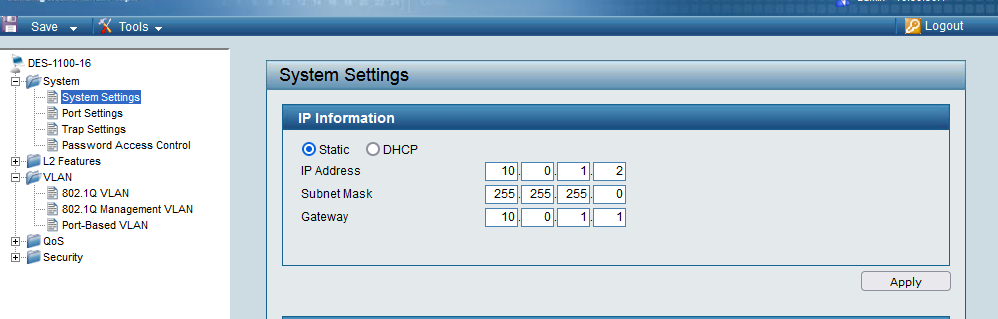 Save Tools Logout
DES-1100-16
System
System Settings
Port Settings
Trap Settings
Password Access Control
L2 Features
VLAN
802.1Q VLAN
802.1Q Management VLAN
Port-Based VLAN
QoS
Security
System Settings
IP Information
Static DHCP
IP Address 10. 0. 1. 2
Subnet Mask 255. 255. 255. 0
Gateway 10. 0. 1. 1
Apply